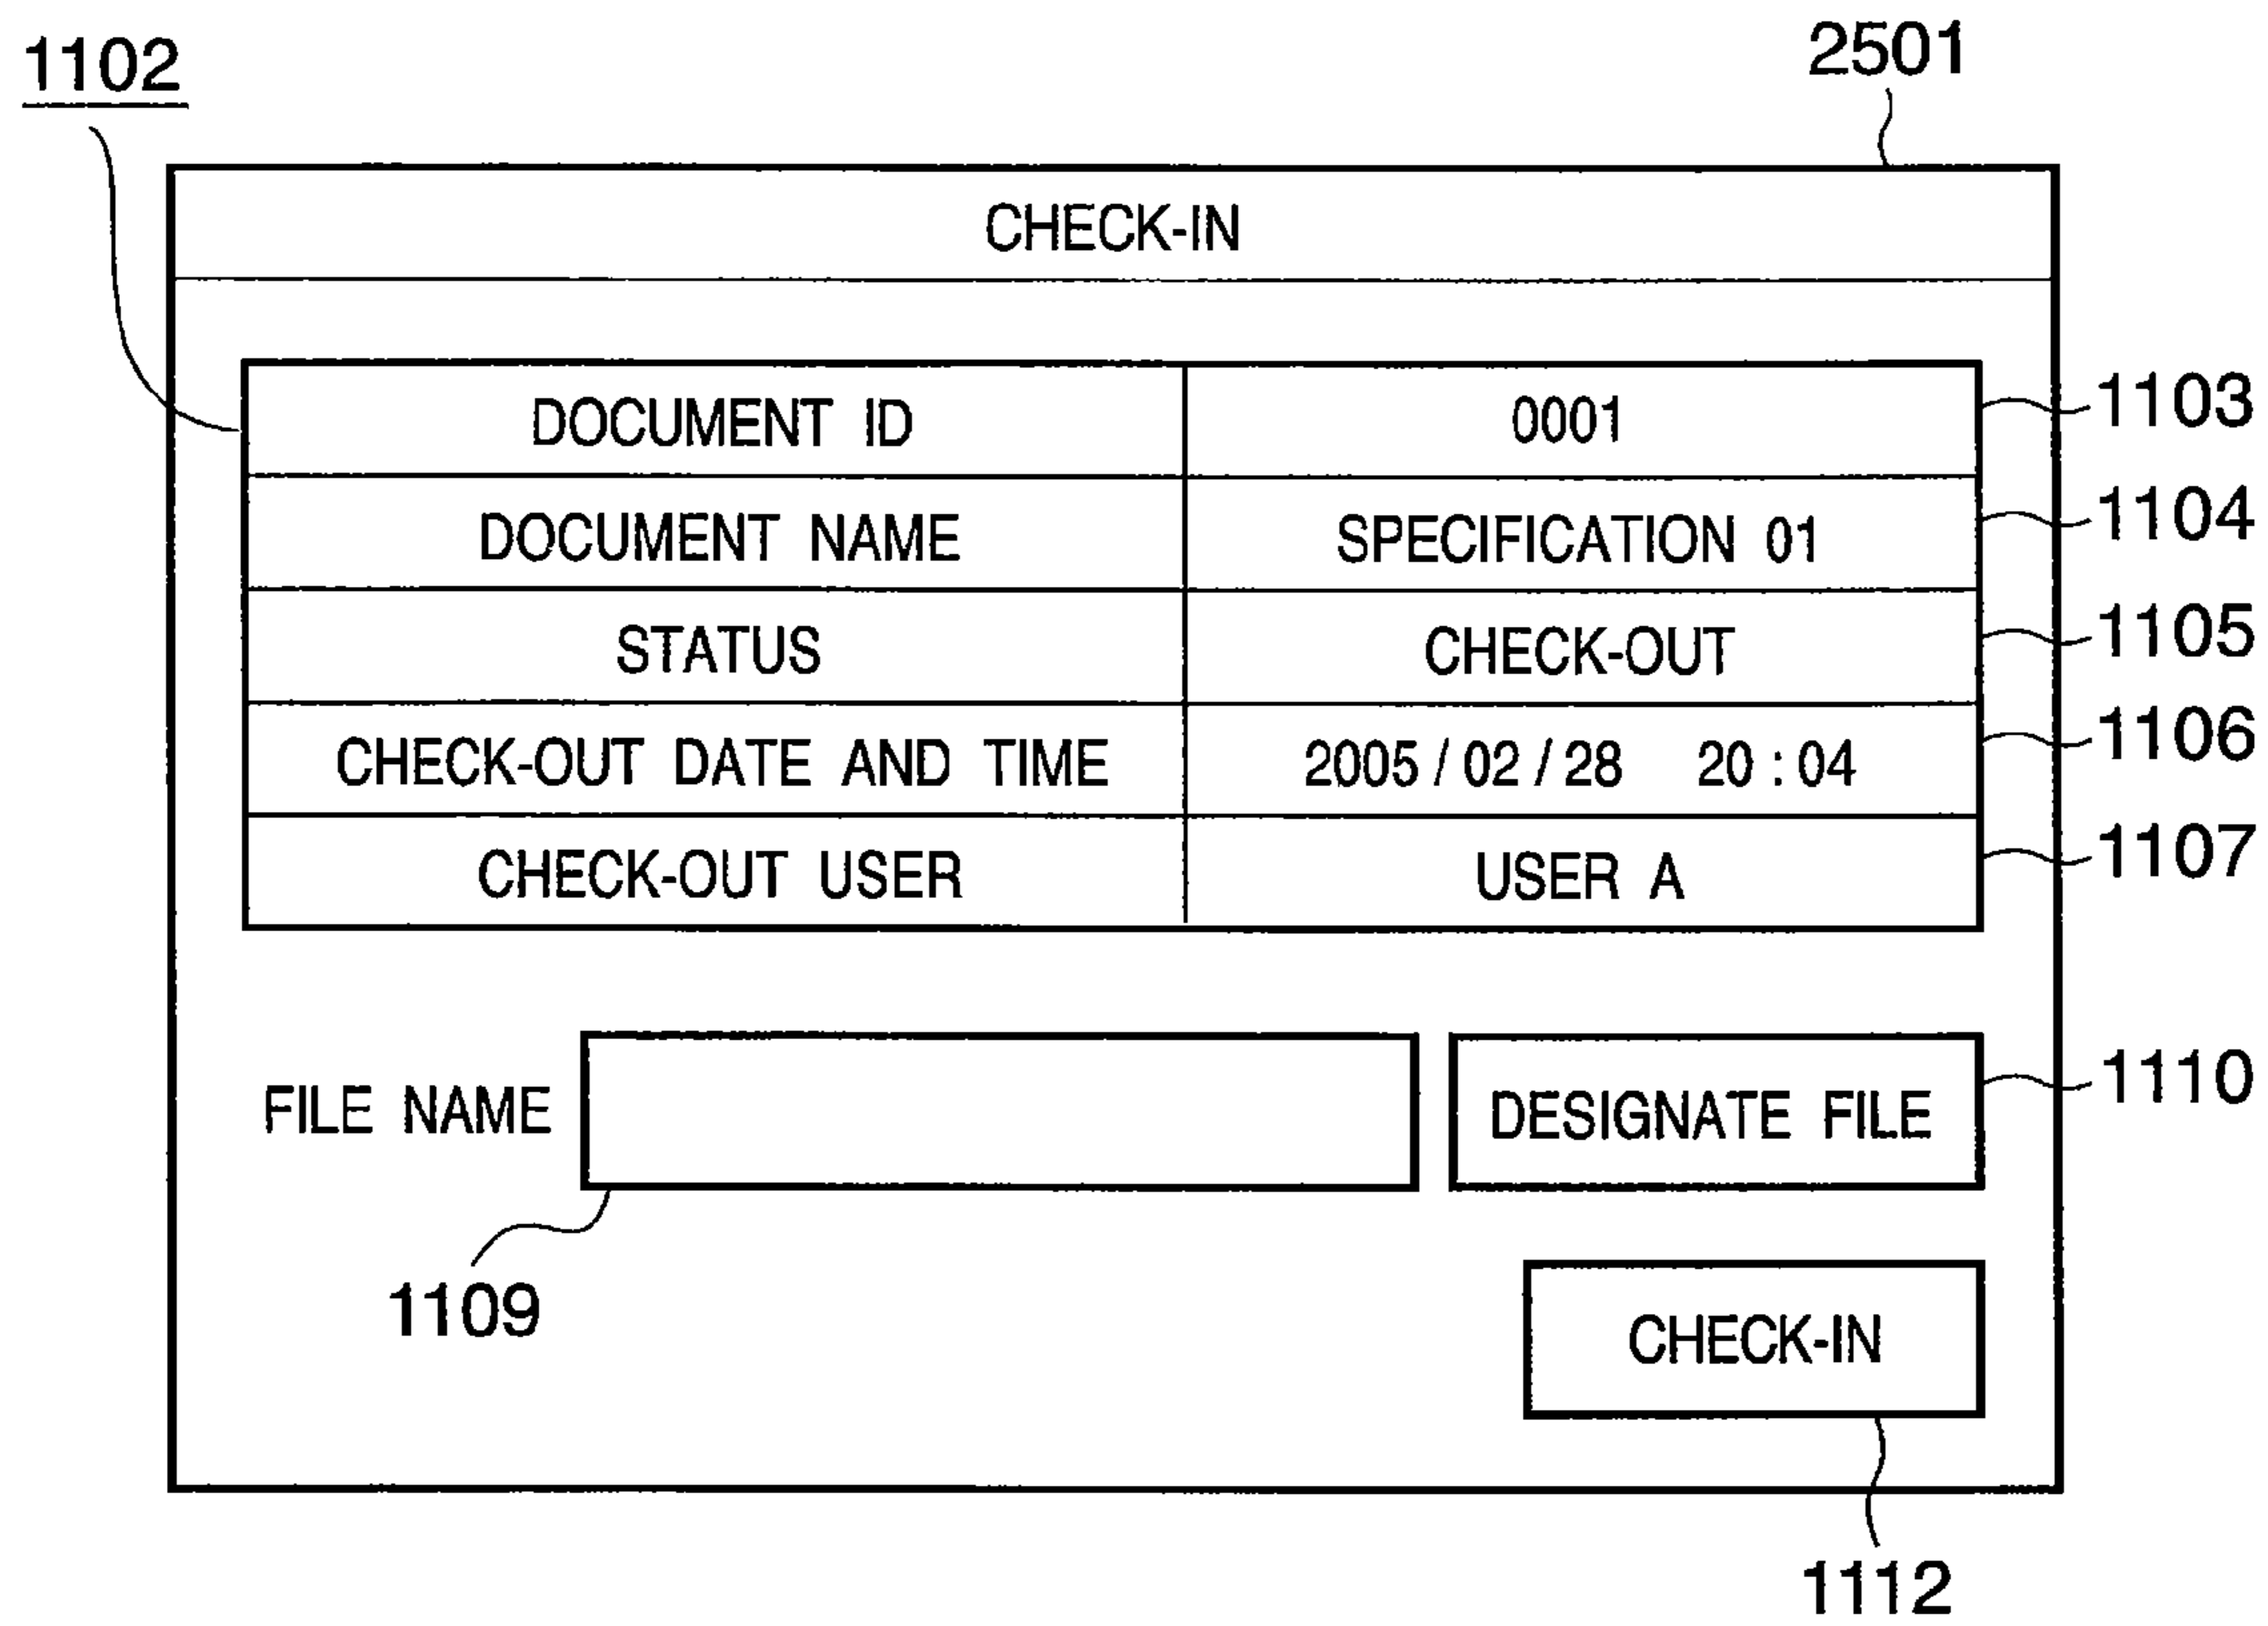 1102
2501
CHECK-IN
DOCUMENT ID 0001 1103
DOCUMENT NAME SPECIFICATION 01 1104
STATUS CHECK-OUT 1105
CHECK-OUT DATE AND TIME 2005 / 02 / 28 20 : 04 1106
CHECK-OUT USER USER A 1107
FILE NAME DESIGNATE FILE 1110
1109
CHECK-IN
1112